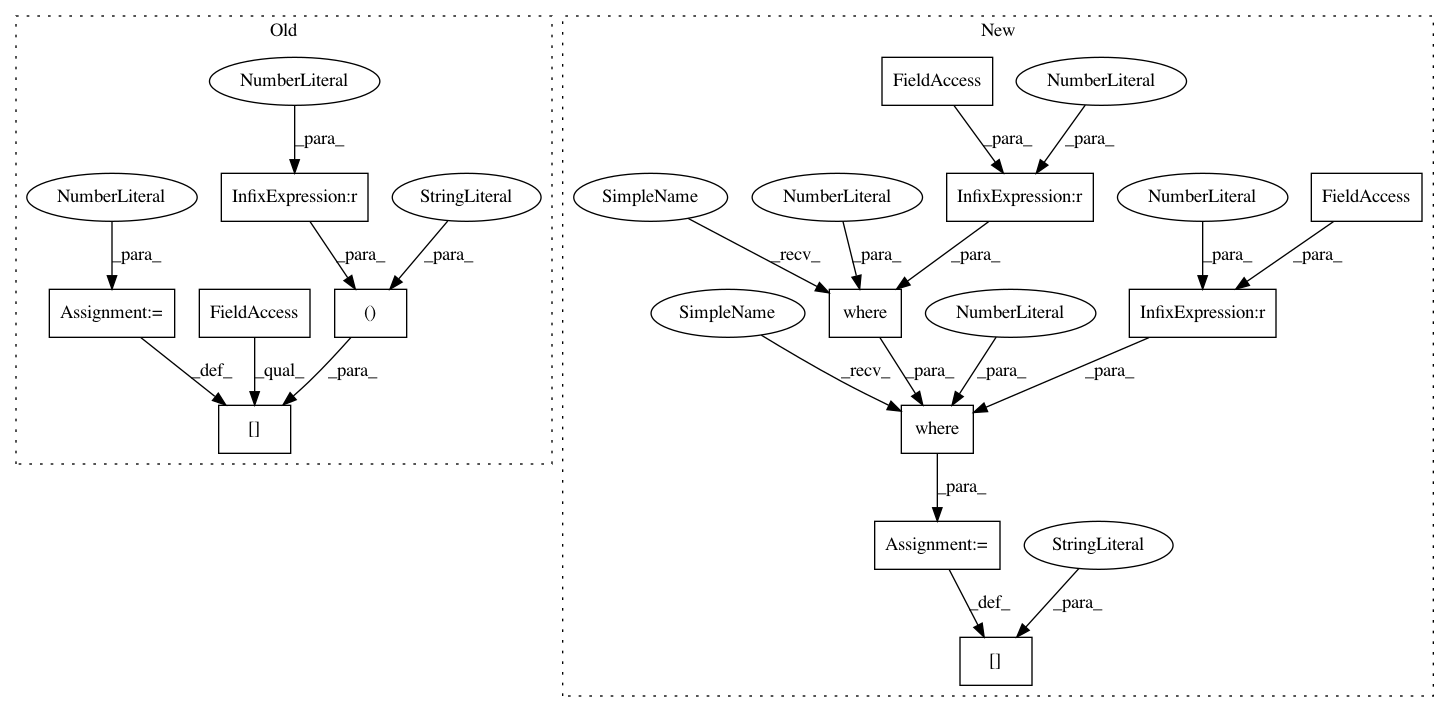 Old
New
NumberLiteral
FieldAccess
NumberLiteral
_para_
_para_
_para_
NumberLiteral
InfixExpression:r
StringLiteral
SimpleName
NumberLiteral
InfixExpression:r
NumberLiteral
FieldAccess
_para_
_para_
_para_
_recv_
_para_
_para_
_para_
_para_
Assignment:=
FieldAccess
()
where
SimpleName
NumberLiteral
InfixExpression:r
_def_
_qual_
_para_
_recv_
_para_
_para_
_para_
[]
where
_para_
Assignment:=
StringLiteral
_def_
_para_
[]